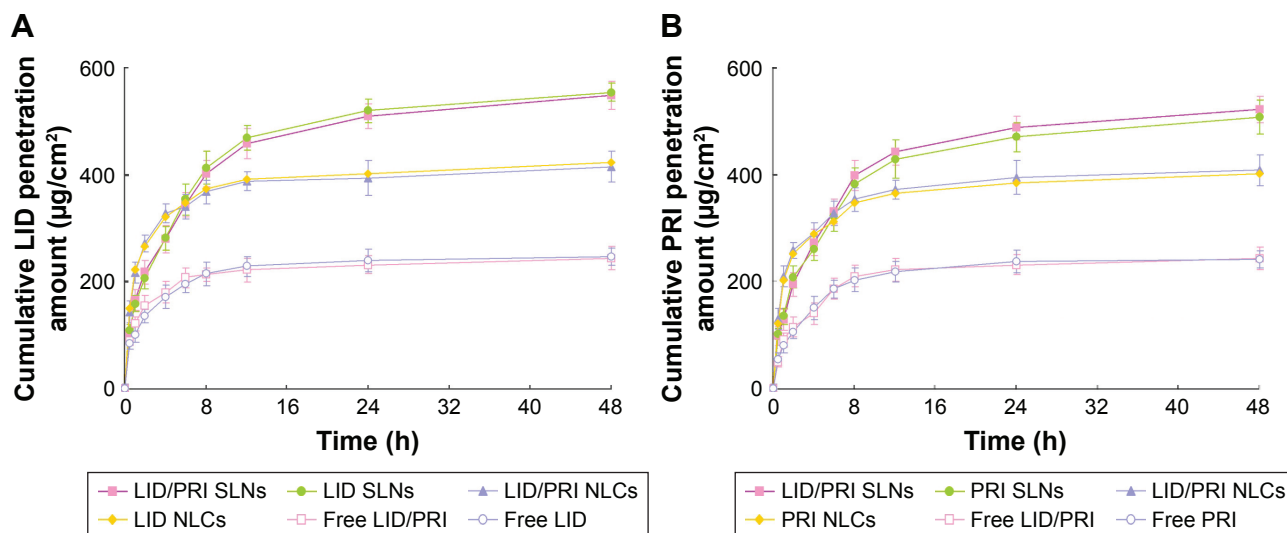 A
Cumulative LID penetration
amount (µg/cm²)
600
400
200
0
0 8 16 24 32 40 48
Time (h)
LID/PRI SLNs LID SLNs LID/PRI NLCs
LID NLCs Free LID/PRI Free LID
B
Cumulative PRI penetration
amount (µg/cm²)
600
400
200
0
0 8 16 24 32 40 48
Time (h)
LID/PRI SLNs PRI SLNs LID/PRI NLCs
PRI NLCs Free LID/PRI Free PRI